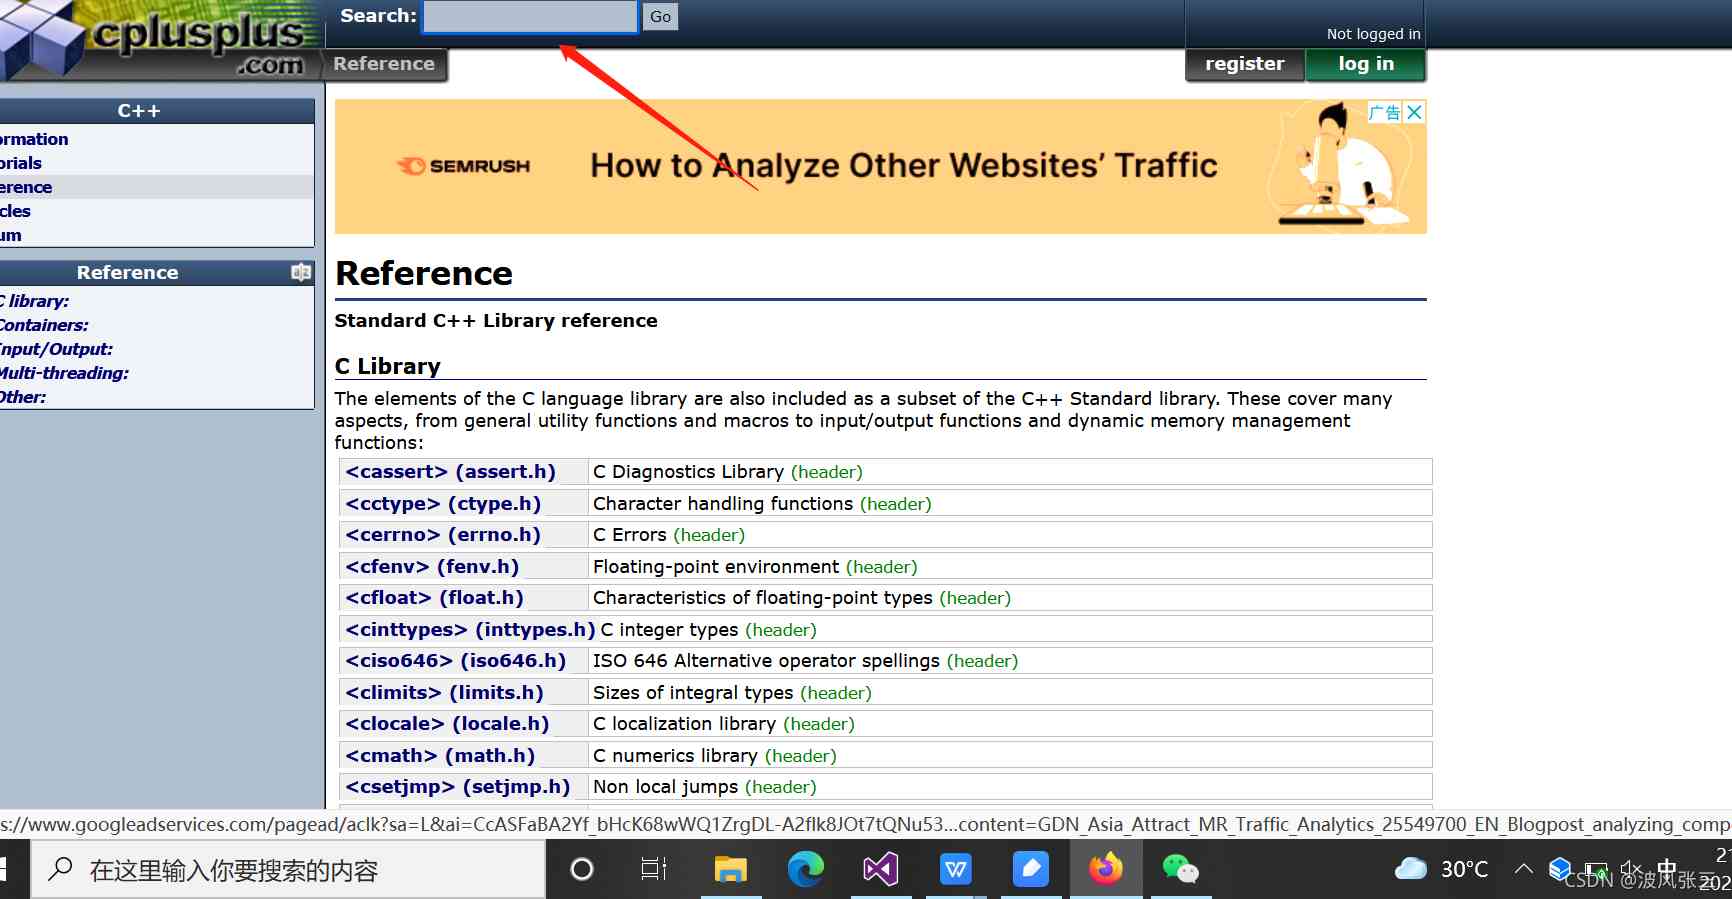 cplusplus
.com
Search:
Go
Not logged in
Reference
register
log in
C++
ormation
orials
erence
cles
um
Reference
C library:
Containers:
Input/Output:
Multi-threading:
Other:
SEMRUSH
How to Analyze Other Websites’ Traffic
广告
Reference
Standard C++ Library reference
C Library
The elements of the C language library are also included as a subset of the C++ Standard library. These cover many
aspects, from general utility functions and macros to input/output functions and dynamic memory management
functions:
<cassert> (assert.h) C Diagnostics Library (header)
<cctype> (ctype.h) Character handling functions (header)
<cerrno> (errno.h) C Errors (header)
<cfenv> (fenv.h) Floating-point environment (header)
<cfloat> (float.h) Characteristics of floating-point types (header)
<cinttypes> (inttypes.h) C integer types (header)
<ciso646> (iso646.h) ISO 646 Alternative operator spellings (header)
<climits> (limits.h) Sizes of integral types (header)
<clocale> (locale.h) C localization library (header)
<cmath> (math.h) C numerics library (header)
<csetjmp> (setjmp.h) Non local jumps (header)
s://www.googleadservices.com/pagead/aclk?sa=L&ai=CcASFaBA2Yf_bHcK68wWQ1ZrgDL-A2flk8JOt7tQNu53...content=GDN_Asia_Attract_MR_Traffic_Analytics_25549700_EN_Blogpost_analyzing_comp
在这里输入你要搜索的内容
30°C
中
21
202
CSDN @波风张三